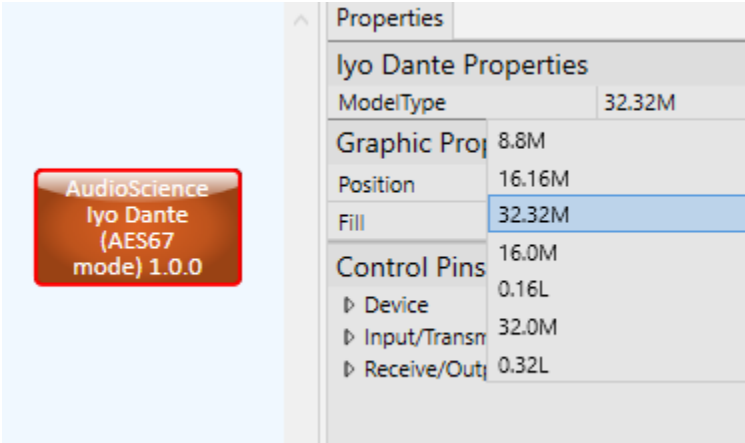 AudioScience
Iyo Dante
(AES67
mode) 1.0.0
Properties
Iyo Dante Properties
ModelType 32.32M
Graphic Prop
Position
Fill
Control Pins
Device
Input/Transm
Receive/Outp
8.8M
16.16M
32.32M
16.0M
0.16L
32.0M
0.32L